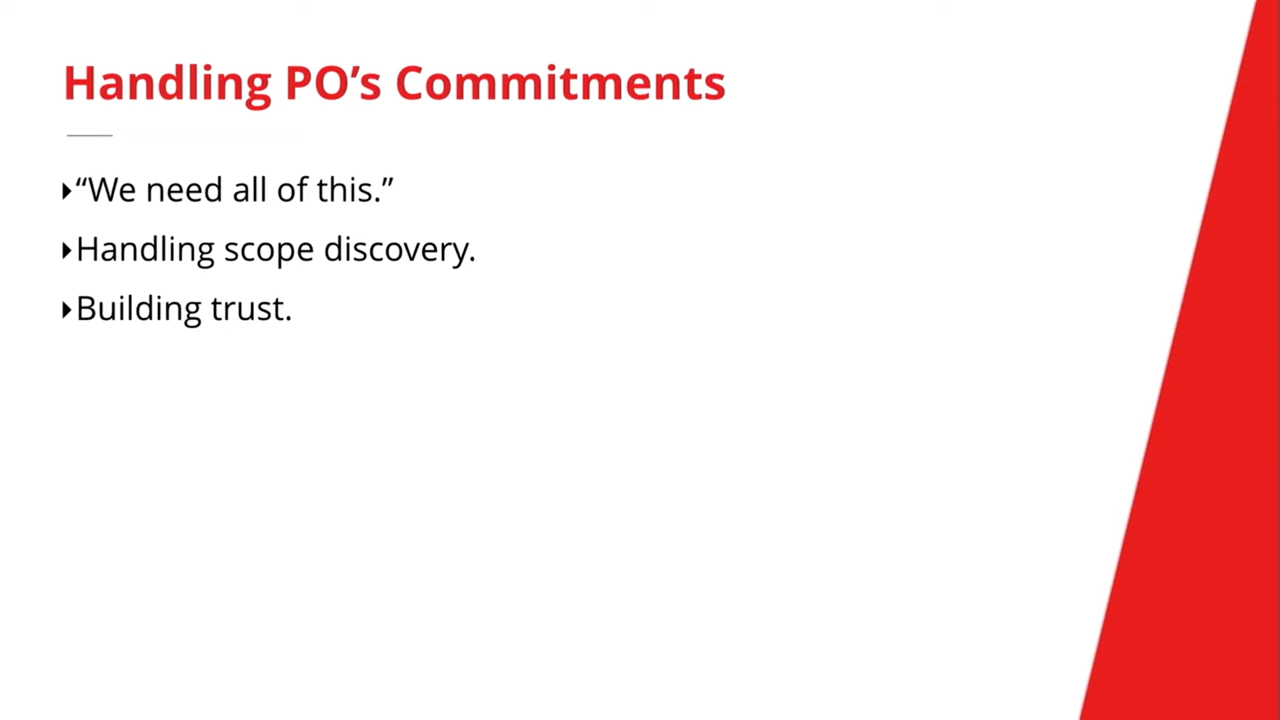 Handling PO’s Commitments
“We need all of this.”
Handling scope discovery.
Building trust.